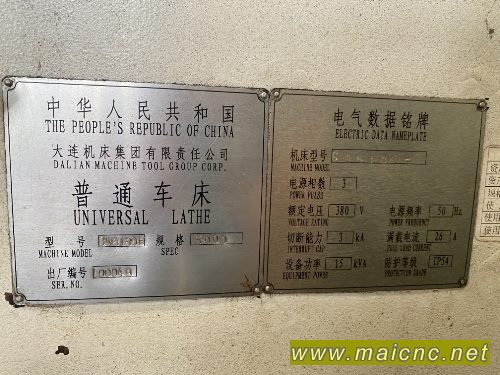 中华人民共和国
THE PEOPLE'S REPUBLIC OF CHINA
大连机床集团有限责任公司
DALIAN MACHINE TOOL GROUP CORP.
普通车床
UNIVERSAL LATHE
型号 规格
MACHINE MODEL SPEC
出厂编号
SER. NO.
电气数据铭牌
ELECTRIC DATA NAMEPLATE
机床型号
MACHINE MODEL
电源相数 3
POWER PHASE
额定电压 380 V 电源频率 50 Hz
VOLTAGE RATING POWER FREQUENCY
切断能力 3 kA 满载电流 26 A
INTERRUPT CAP FULL LOAD CURRENT
设备功率 15 kVA 防护等级 IP54
EQUIPMENT POWER PROTECTION GRADE
www.maicnc.net